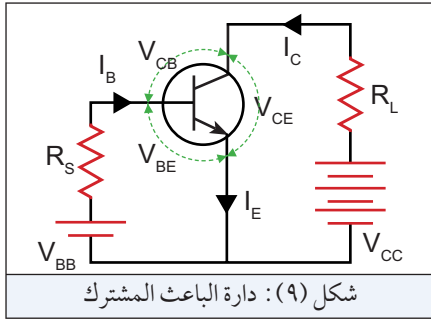 V_CB
I_C
I_B
V_CE
R_L
R_S
V_BE
I_E
V_BB
V_CC
شكل (٩): دارة الباعث المشترك